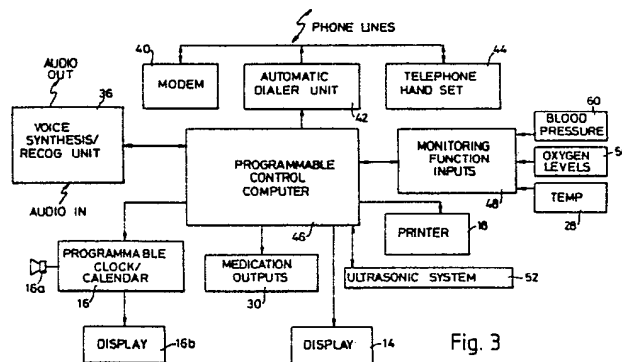 PHONE LINES
40
44
AUDIO
OUT
36
MODEM
AUTOMATIC
DIALER UNIT
42
TELEPHONE
HAND SET
VOICE
SYNTHESIS/
RECOG UNIT
AUDIO IN
PROGRAMMABLE
CONTROL
COMPUTER
46
MONITORING
FUNCTION
INPUTS
48
60
BLOOD
PRESSURE
OXYGEN
LEVELS
TEMP
28
16a
PROGRAMMABLE
CLOCK/
CALENDAR
16
MEDICATION
OUTPUTS
30
PRINTER
18
ULTRASONIC SYSTEM
52
DISPLAY
16b
DISPLAY
14
Fig. 3